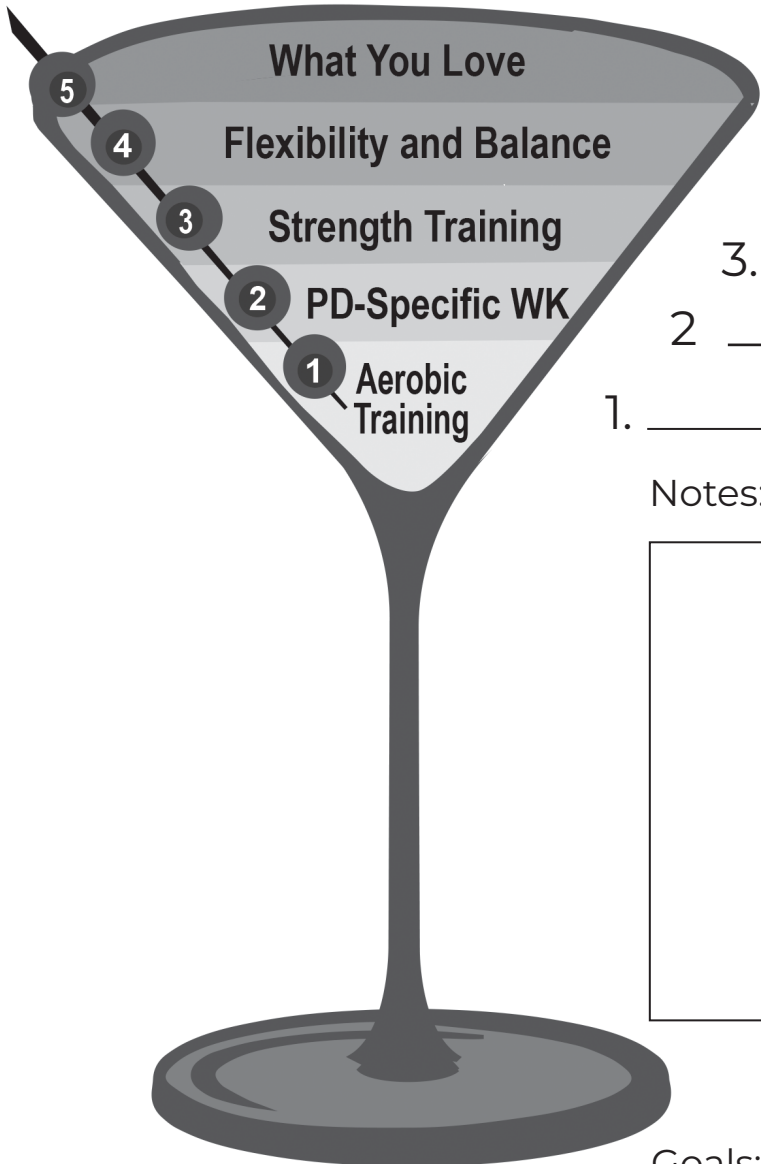 5 What You Love
4 Flexibility and Balance
3 Strength Training
3.
2 PD-Specific WK
2
1 Aerobic
Training
1.
Notes:
Goals: